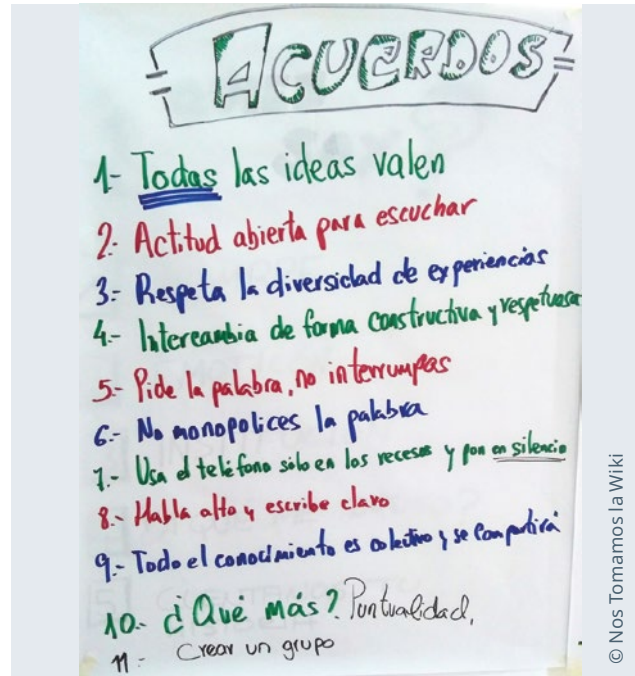 ACUERDOS
1- Todas las ideas valen
2.- Actitud abierta para escuchar
3.- Respeta la diversidad de experiencias
4.- Intercambia de forma constructiva y respetuosa
5.- Pide la palabra, no interrumpas
6.- No monopolices la palabra
7.- Usa el teléfono sólo en los recesos y pon en silencio
8.- Habla alto y escribe claro
9.- Todo el conocimiento es colectivo y se compartirá
10.- ¿Que más? Puntualidad,
11- Crear un grupo
© Nos Tomamos la Wiki